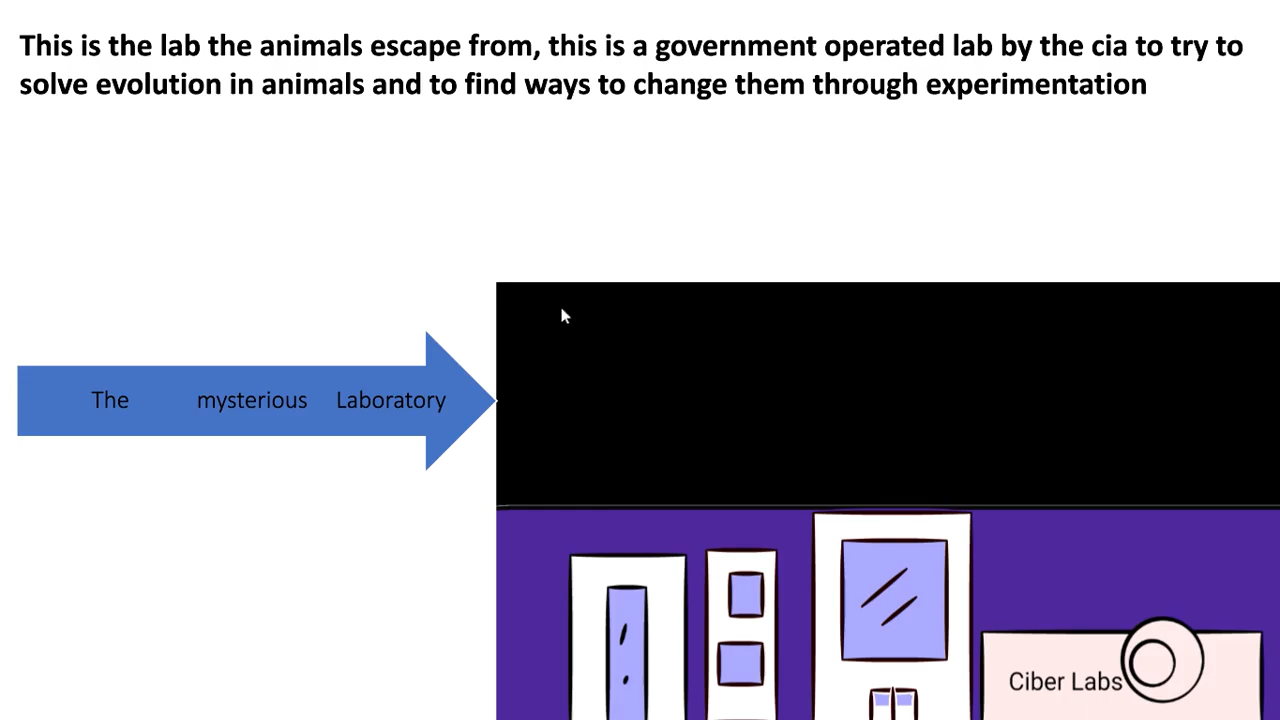 This is the lab the animals escape from, this is a government operated lab by the cia to try to
solve evolution in animals and to find ways to change them through experimentation
The mysterious Laboratory
Ciber Labs